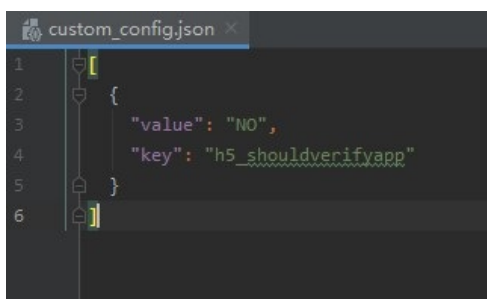 custom_config.json
1 [
2 {
3 "value": "NO",
4 "key": "h5_shouldverifyapp"
5 }
6 ]